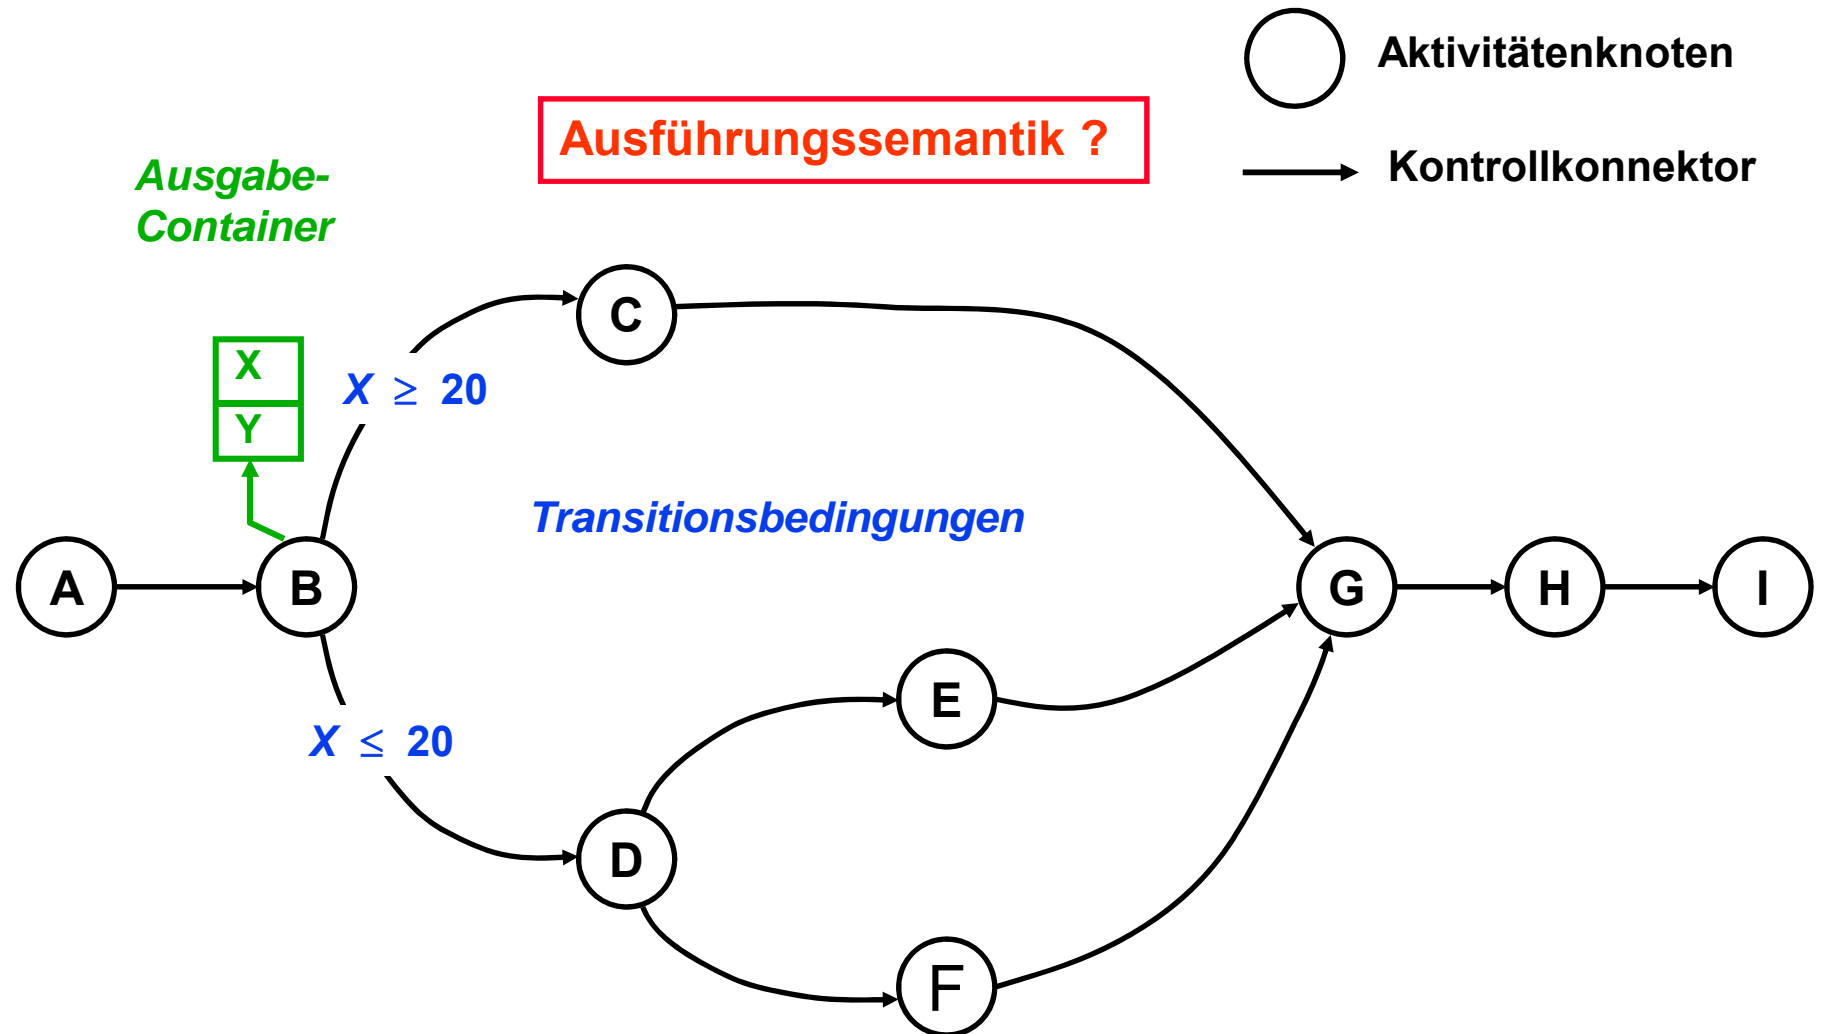 Aktivitätenknoten
Ausführungssemantik ?
Kontrollkonnektor
Ausgabe-
Container
C
X
X ≥ 20
Y
Transitionsbedingungen
A
B
G
H
I
E
X ≤ 20
D
F